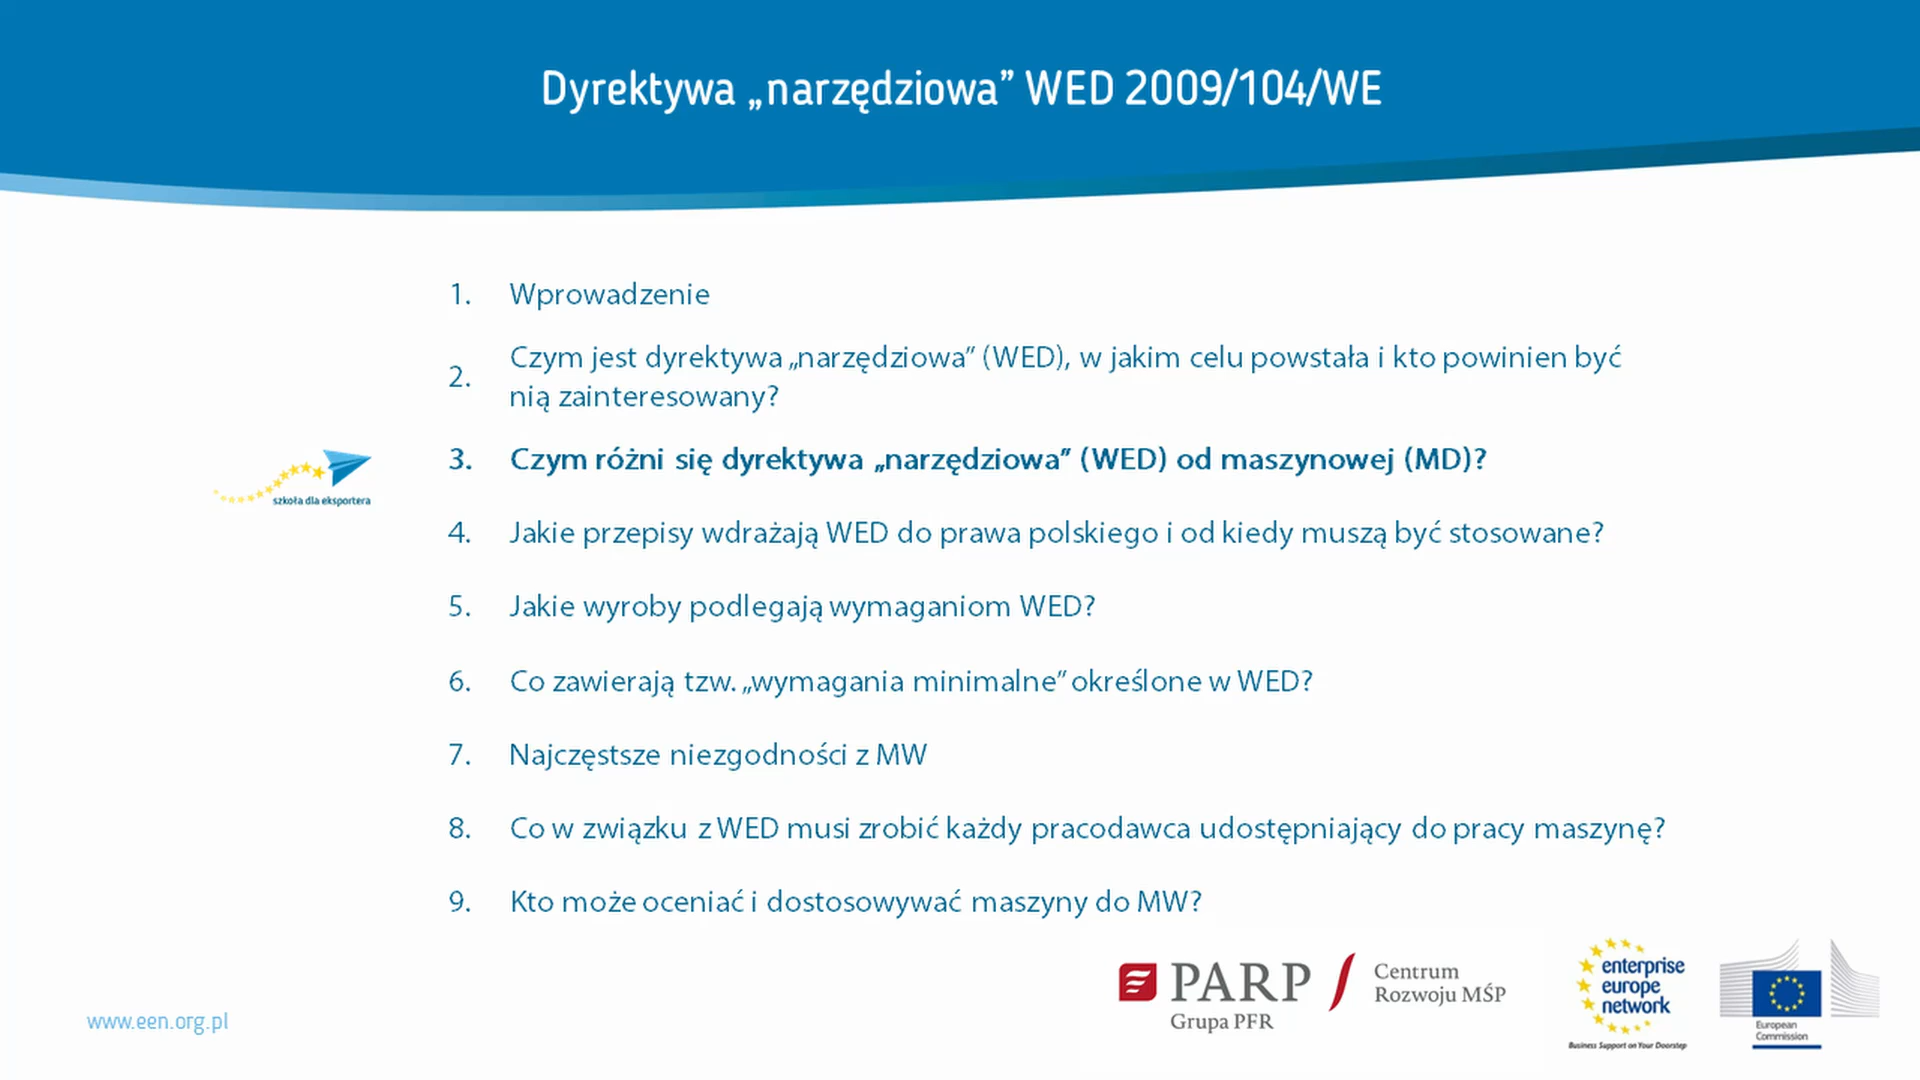 Dyrektywa „narzędziowa” WED 2009/104/WE
1. Wprowadzenie
2. Czym jest dyrektywa „narzędziowa” (WED), w jakim celu powstała i kto powinien być
nią zainteresowany?
3. Czym różni się dyrektywa „narzędziowa” (WED) od maszynowej (MD)?
szkoła dla eksportera
4. Jakie przepisy wdrażają WED do prawa polskiego i od kiedy muszą być stosowane?
5. Jakie wyroby podlegają wymaganiom WED?
6. Co zawierają tzw. „wymagania minimalne” określone w WED?
7. Najczęstsze niezgodności z MW
8. Co w związku z WED musi zrobić każdy pracodawca udostępniający do pracy maszynę?
9. Kto może oceniać i dostosowywać maszyny do MW?
www.een.org.pl
PARP
Grupa PFR
Centrum
Rozwoju MŚP
enterprise
europe
network
Business Support on Your Doorstep
European
Commission